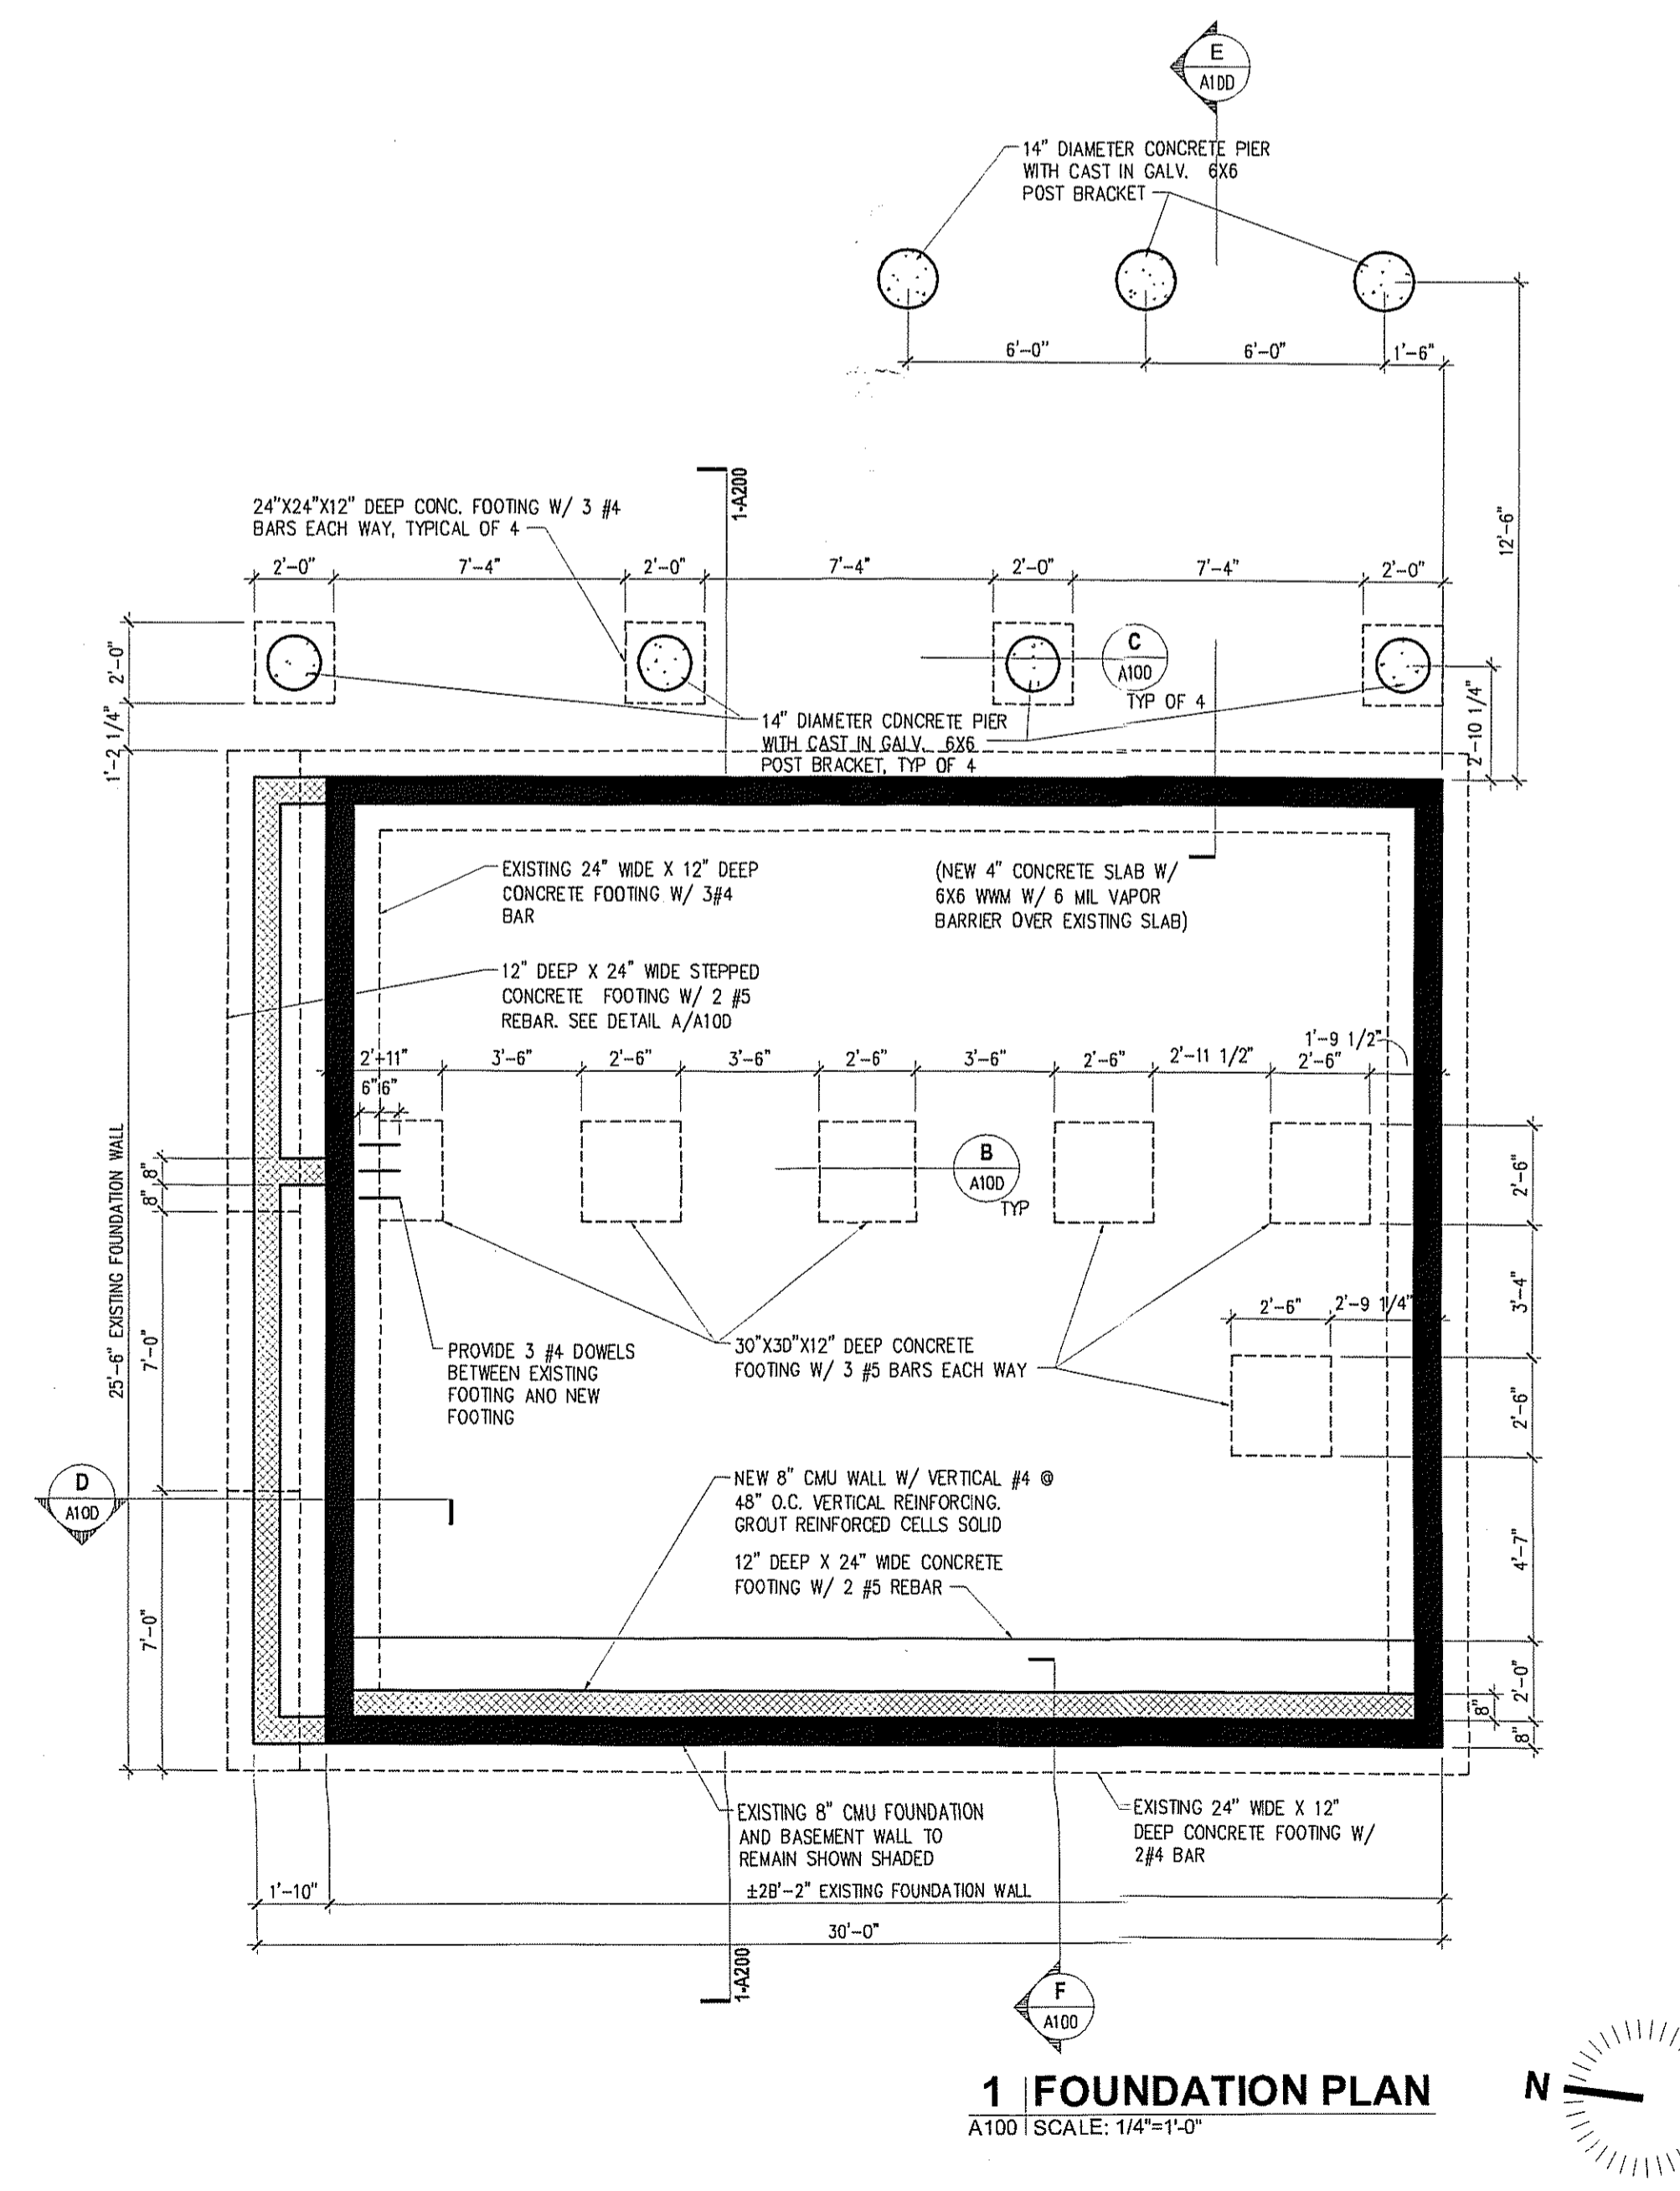 E
A1DD
14" DIAMETER CONCRETE PIER
WITH CAST IN GALV. 6X6
POST BRACKET
6'-0"
6'-0"
1'-6"
12'-6"
1-A200
24"X24"X12" DEEP CONC. FOOTING W/ 3 #4
BARS EACH WAY, TYPICAL OF 4
2'-0"
7'-4"
2'-0"
7'-4"
2'-0"
7'-4"
2'-0"
2'-0"
1'-2 1/4"
C
A10D
TYP OF 4
2'-10 1/4"
14" DIAMETER CDNCRETE PIER
WITH CAST IN GALV. 6X6
POST BRACKET, TYP OF 4
EXISTING 24" WIDE X 12" DEEP
CONCRETE FOOTING W/ 3#4
BAR
(NEW 4" CONCRETE SLAB W/
6X6 WWM W/ 6 MIL VAPOR
BARRIER OVER EXISTING SLAB)
12" DEEP X 24" WIDE STEPPED
CONCRETE FOOTING W/ 2 #5
REBAR. SEE DETAIL A/A10D
2'+11"
3'-6"
2'-6"
3'-6"
2'-6"
3'-6"
2'-6"
2'-11 1/2"
2'-6"
1'-9 1/2"
6"
6"
B
A10D
TYP
25'-6" EXISTING FOUNDATION WALL
8"
8"
7'-0"
7'-0"
2'-6"
3'-4"
2'-6"
4'-7"
2'-0"
8"
8"
2'-6"
2'-9 1/4"
PROVIDE 3 #4 DOWELS
BETWEEN EXISTING
FOOTING AND NEW
FOOTING
30"X3D"X12" DEEP CONCRETE
FOOTING W/ 3 #5 BARS EACH WAY
D
A10D
NEW 8" CMU WALL W/ VERTICAL #4 @
48" O.C. VERTICAL REINFORCING.
GROUT REINFORCED CELLS SOLID
12" DEEP X 24" WIDE CONCRETE
FOOTING W/ 2 #5 REBAR
EXISTING 8" CMU FOUNDATION
AND BASEMENT WALL TO
REMAIN SHOWN SHADED
EXISTING 24" WIDE X 12"
DEEP CONCRETE FOOTING W/
2#4 BAR
1'-10"
±2B'-2" EXISTING FOUNDATION WALL
30'-0"
1-A200
F
A100
1 FOUNDATION PLAN
A100 SCALE: 1/4"=1'-0"
N